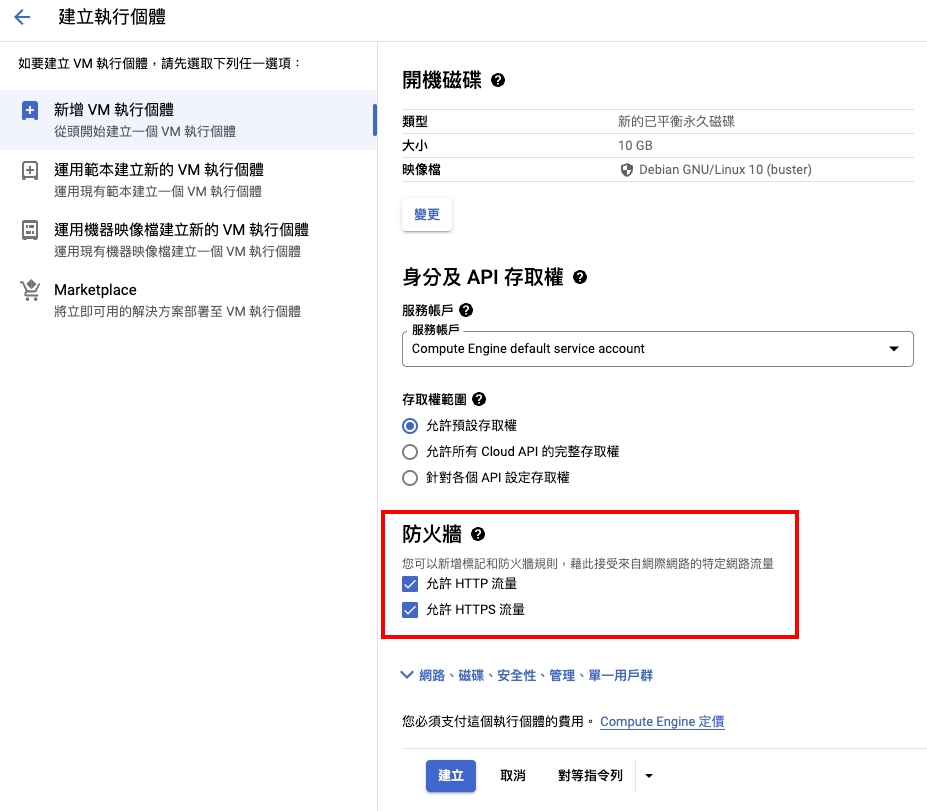 建立執行個體
如要建立 VM 執行個體，請先選取下列任一選項：
新增 VM 執行個體
從頭開始建立一個 VM 執行個體
運用範本建立新的 VM 執行個體
運用現有範本建立一個 VM 執行個體
運用機器映像檔建立新的 VM 執行個體
運用現有機器映像檔建立一個 VM 執行個體
Marketplace
將立即可用的解決方案部署至 VM 執行個體
開機磁碟
類型 新的已平衡永久磁碟
大小 10 GB
映像檔 Debian GNU/Linux 10 (buster)
變更
身分及 API 存取權
服務帳戶
服務帳戶
Compute Engine default service account
存取權範圍
允許預設存取權
允許所有 Cloud API 的完整存取權
針對各個 API 設定存取權
防火牆
您可以新增標記和防火牆規則，藉此接受來自網際網路的特定網路流量
允許 HTTP 流量
允許 HTTPS 流量
網路、磁碟、安全性、管理、單一用戶群
您必須支付這個執行個體的費用。 Compute Engine 定價
建立 取消 對等指令列